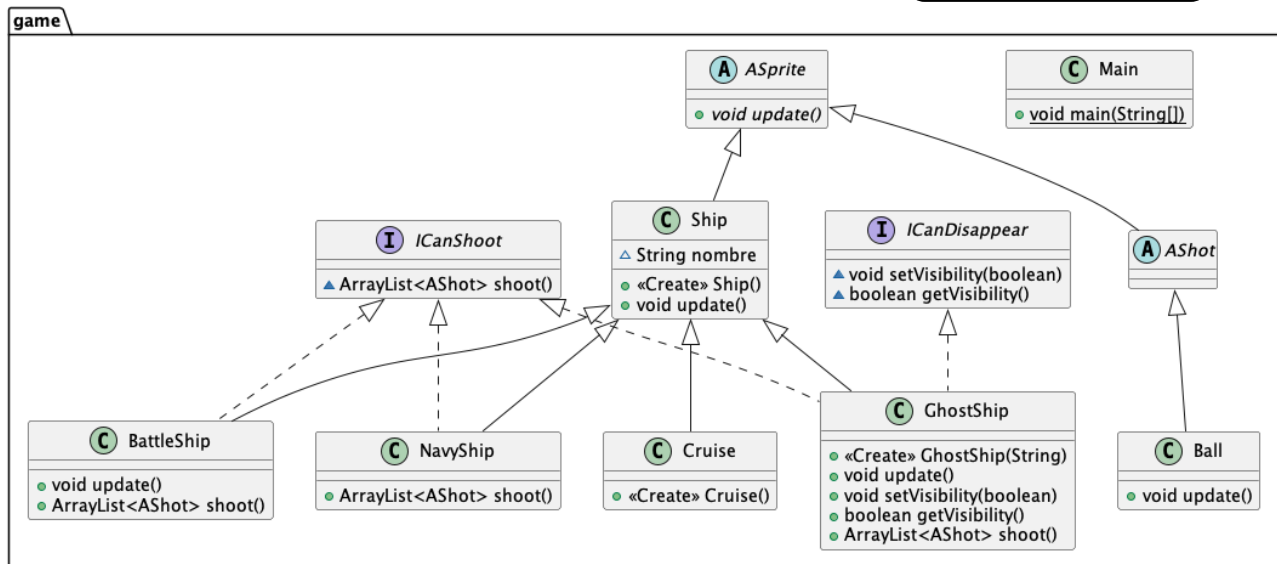 game
A ASprite
void update()
C Main
void main(String[])
I ICanShoot
ArrayList<AShot> shoot()
C Ship
String nombre
«Create» Ship()
void update()
I ICanDisappear
void setVisibility(boolean)
boolean getVisibility()
A AShot
C BattleShip
void update()
ArrayList<AShot> shoot()
C NavyShip
ArrayList<AShot> shoot()
C Cruise
«Create» Cruise()
C GhostShip
«Create» GhostShip(String)
void update()
void setVisibility(boolean)
boolean getVisibility()
ArrayList<AShot> shoot()
C Ball
void update()